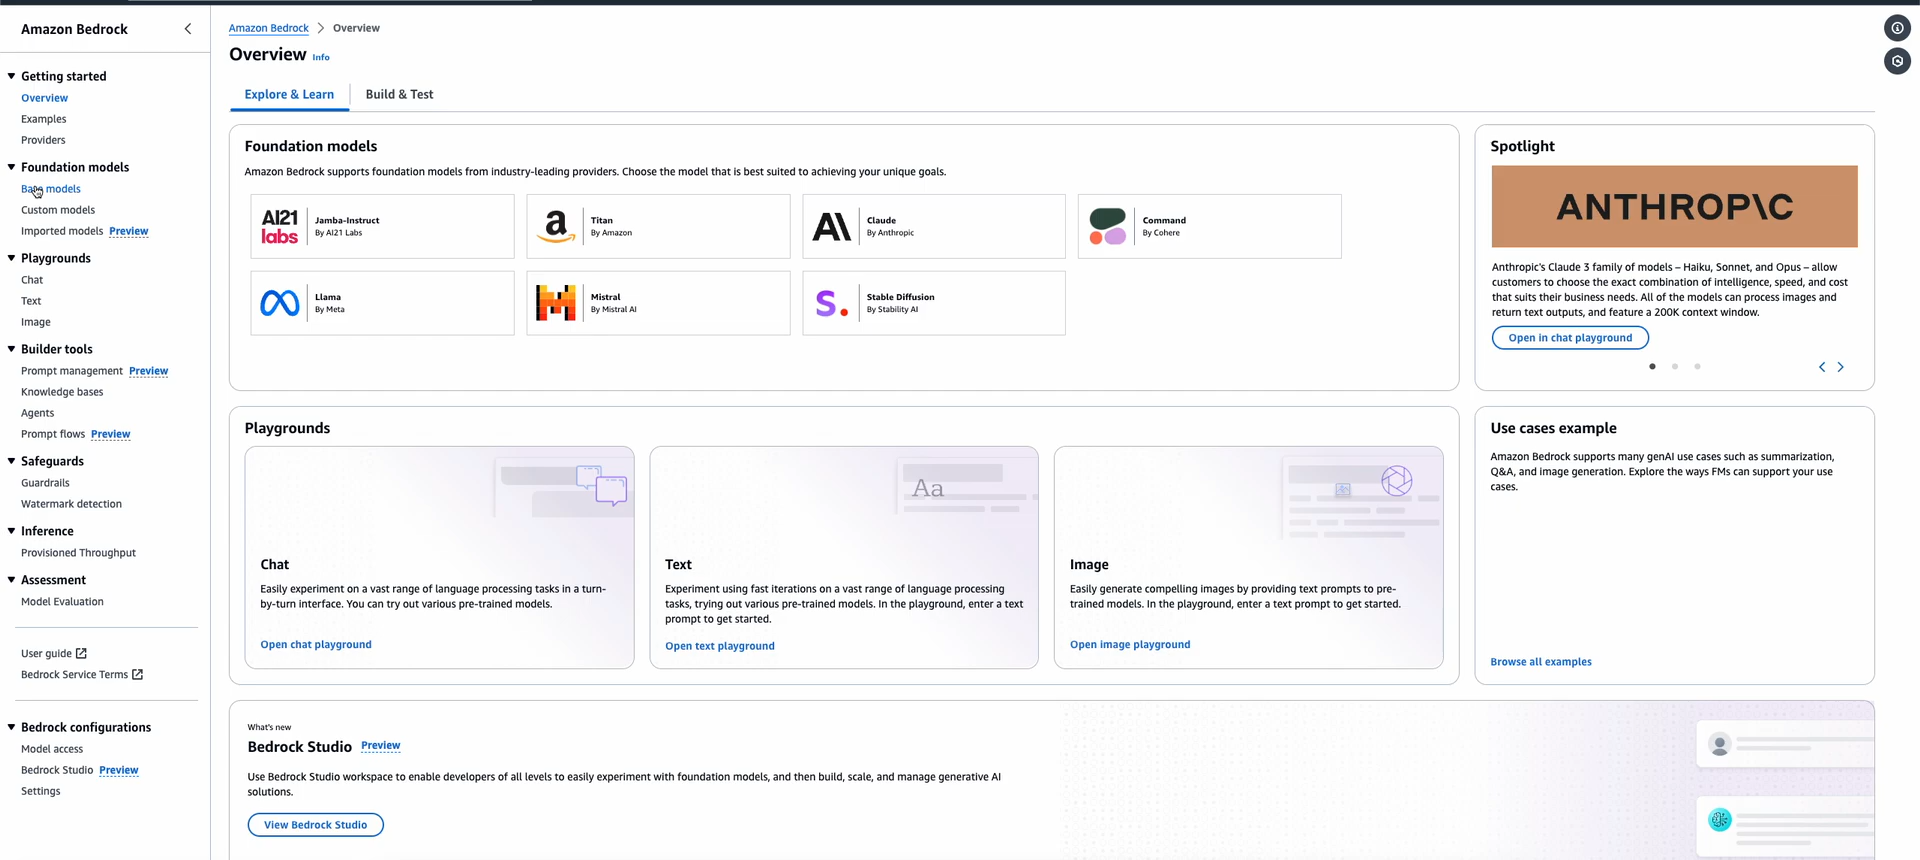 Amazon Bedrock
Getting started
Overview
Examples
Providers
Foundation models
Base models
Custom models
Imported models Preview
Playgrounds
Chat
Text
Image
Builder tools
Prompt management Preview
Knowledge bases
Agents
Prompt flows Preview
Safeguards
Guardrails
Watermark detection
Inference
Provisioned Throughput
Assessment
Model Evaluation
User guide
Bedrock Service Terms
Bedrock configurations
Model access
Bedrock Studio Preview
Settings
Amazon Bedrock > Overview
Overview Info
Explore & Learn
Build & Test
Foundation models
Amazon Bedrock supports foundation models from industry-leading providers. Choose the model that is best suited to achieving your unique goals.
AI21
labs
Jamba-Instruct
By AI21 Labs
a
Titan
By Amazon
A\
Claude
By Anthropic
Command
By Cohere
Llama
By Meta
Mistral
By Mistral AI
S.
Stable Diffusion
By Stability AI
Spotlight
ANTHROP\C
Anthropic's Claude 3 family of models – Haiku, Sonnet, and Opus – allow
customers to choose the exact combination of intelligence, speed, and cost
that suits their business needs. All of the models can process images and
return text outputs, and feature a 200K context window.
Open in chat playground
Playgrounds
Chat
Easily experiment on a vast range of language processing tasks in a turn-
by-turn interface. You can try out various pre-trained models.
Open chat playground
Aa
Text
Experiment using fast iterations on a vast range of language processing
tasks, trying out various pre-trained models. In the playground, enter a text
prompt to get started.
Open text playground
Image
Easily generate compelling images by providing text prompts to pre-
trained models. In the playground, enter a text prompt to get started.
Open image playground
Use cases example
Amazon Bedrock supports many genAI use cases such as summarization,
Q&A, and image generation. Explore the ways FMs can support your use
cases.
Browse all examples
What's new
Bedrock Studio Preview
Use Bedrock Studio workspace to enable developers of all levels to easily experiment with foundation models, and then build, scale, and manage generative AI
solutions.
View Bedrock Studio